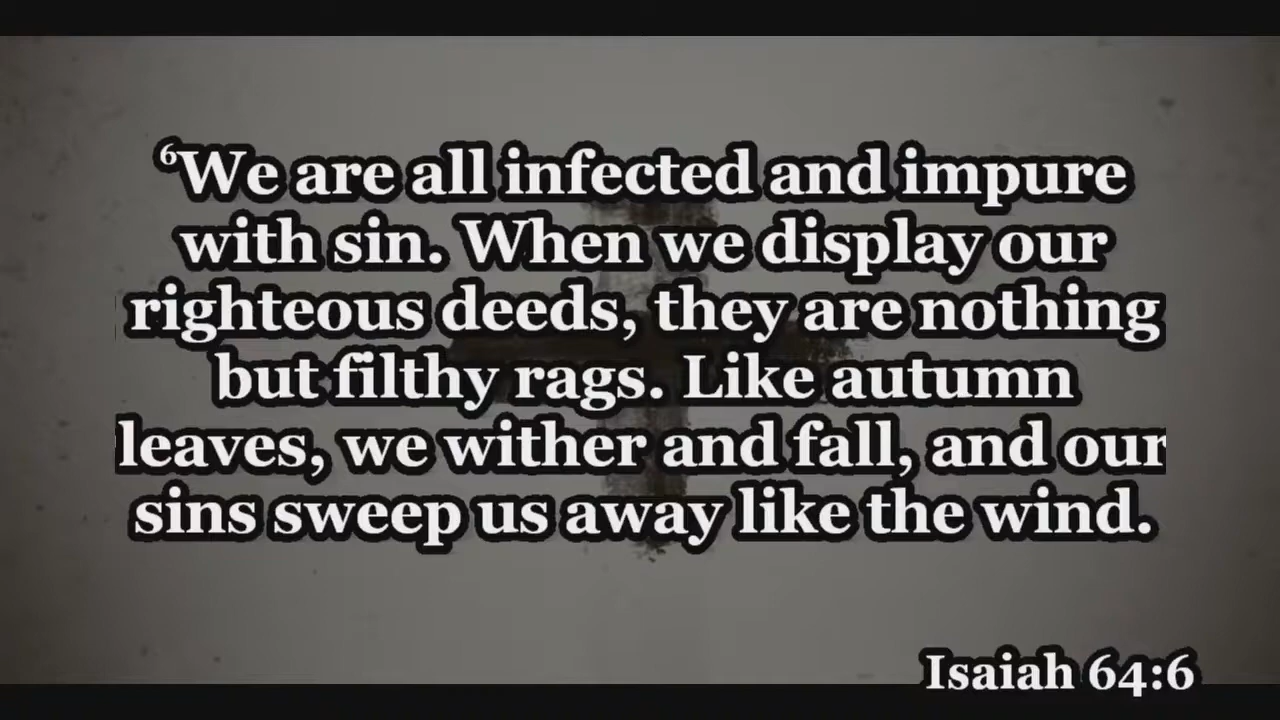 ⁶We are all infected and impure
with sin. When we display our
righteous deeds, they are nothing
but filthy rags. Like autumn
leaves, we wither and fall, and our
sins sweep us away like the wind.
Isaiah 64:6